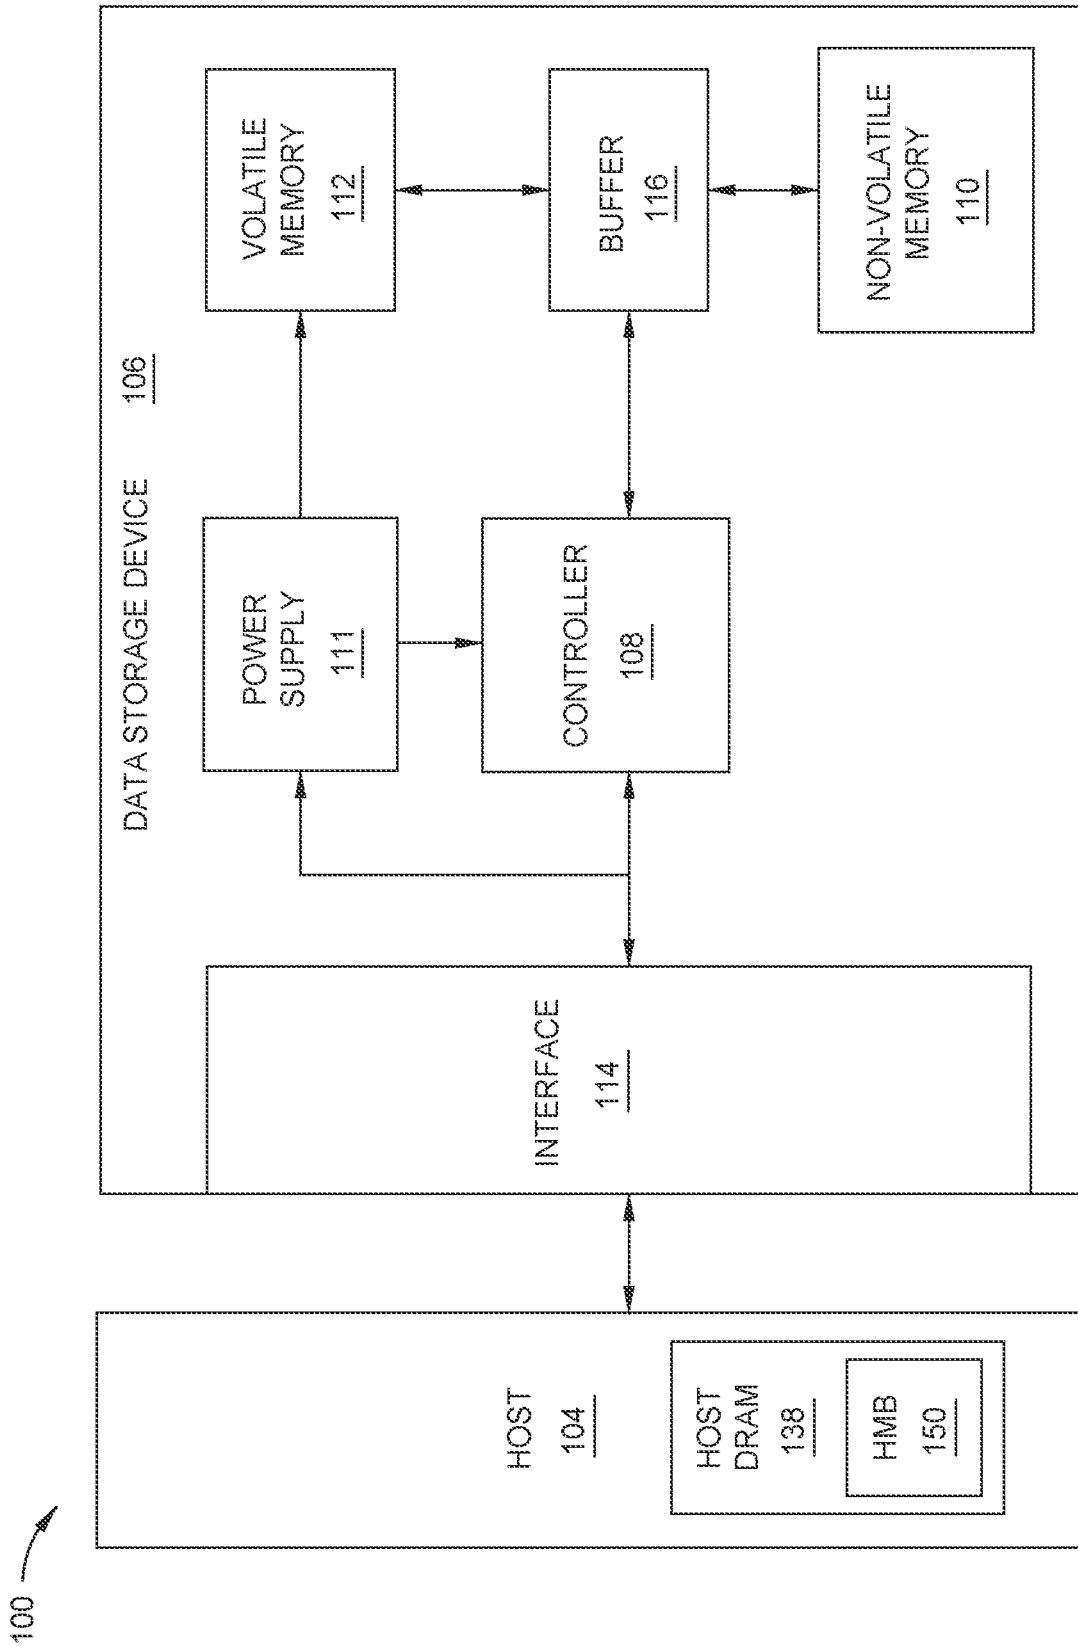 100
HOST
104
HOST
DRAM
138
HMB
150
DATA STORAGE DEVICE 106
INTERFACE
114
POWER
SUPPLY
111
CONTROLLER
108
VOLATILE
MEMORY
112
BUFFER
116
NON-VOLATILE
MEMORY
110